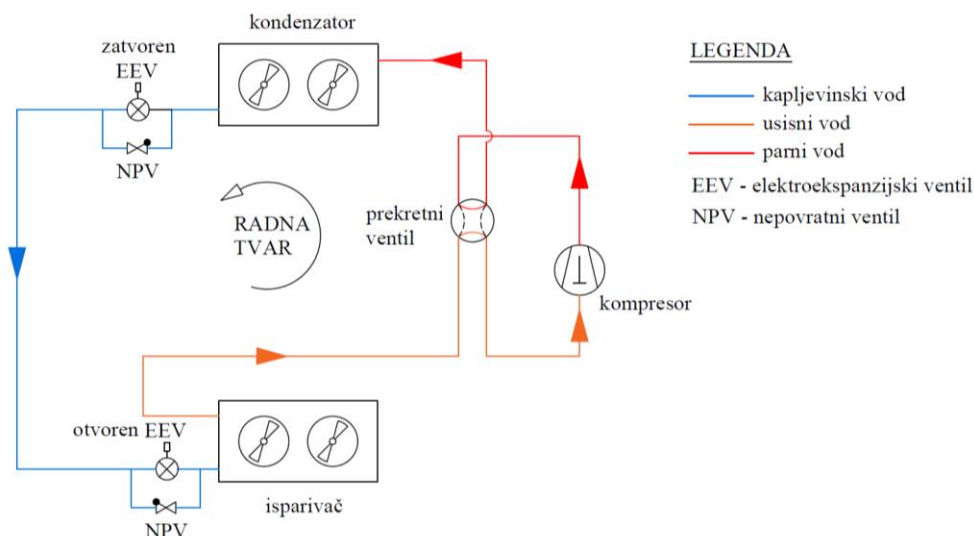 kondenzator
zatvoren
EEV
NPV
RADNA
TVAR
prekretni
ventil
kompresor
otvoren EEV
NPV
isparivač
LEGENDA
kapljevinski vod
usisni vod
parni vod
EEV - elektroekspanzijski ventil
NPV - nepovratni ventil